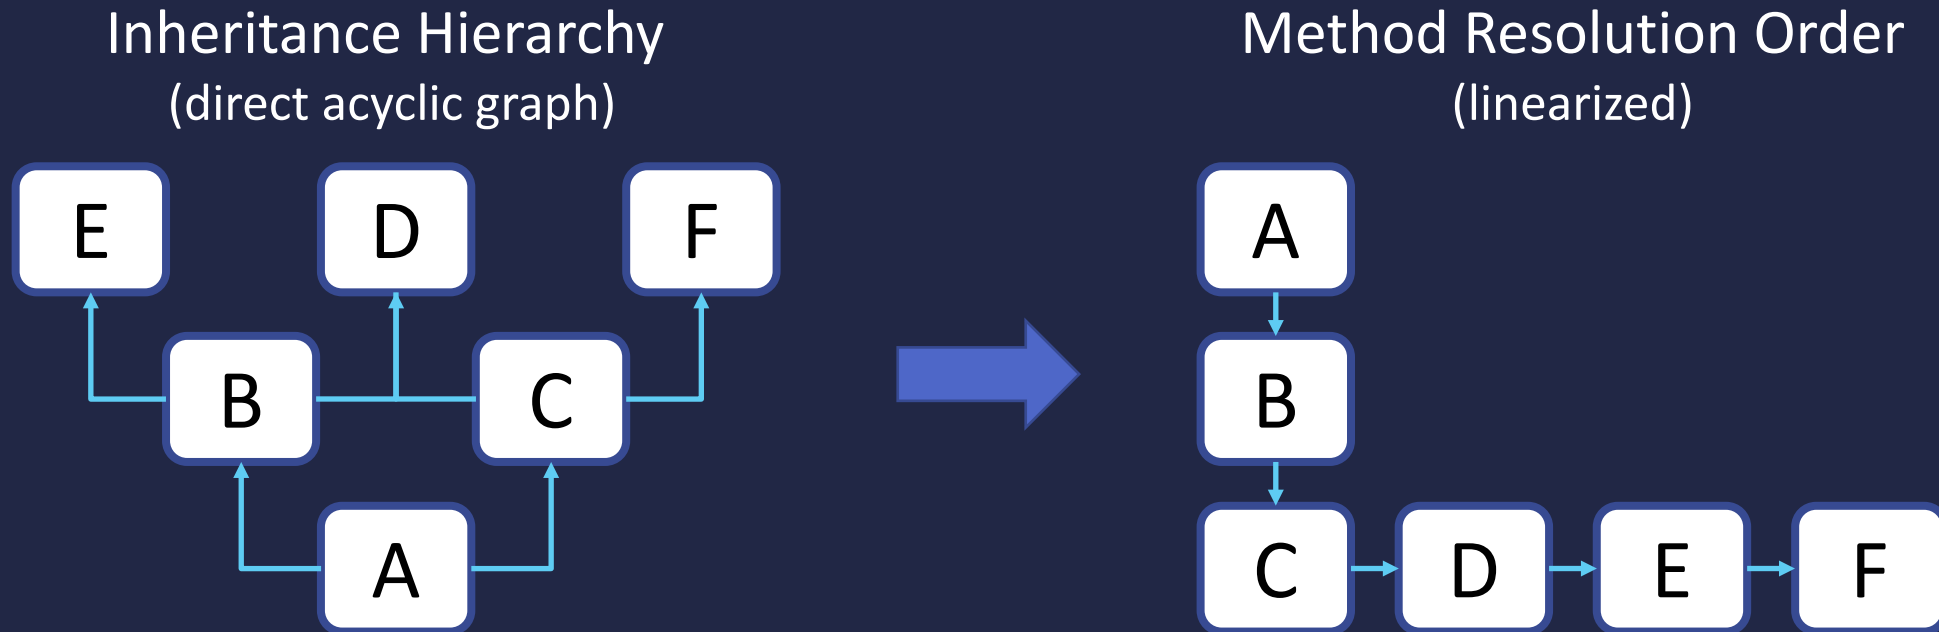 Inheritance Hierarchy
(direct acyclic graph)
E
D
F
B
C
A
Method Resolution Order
(linearized)
A
B
C
D
E
F